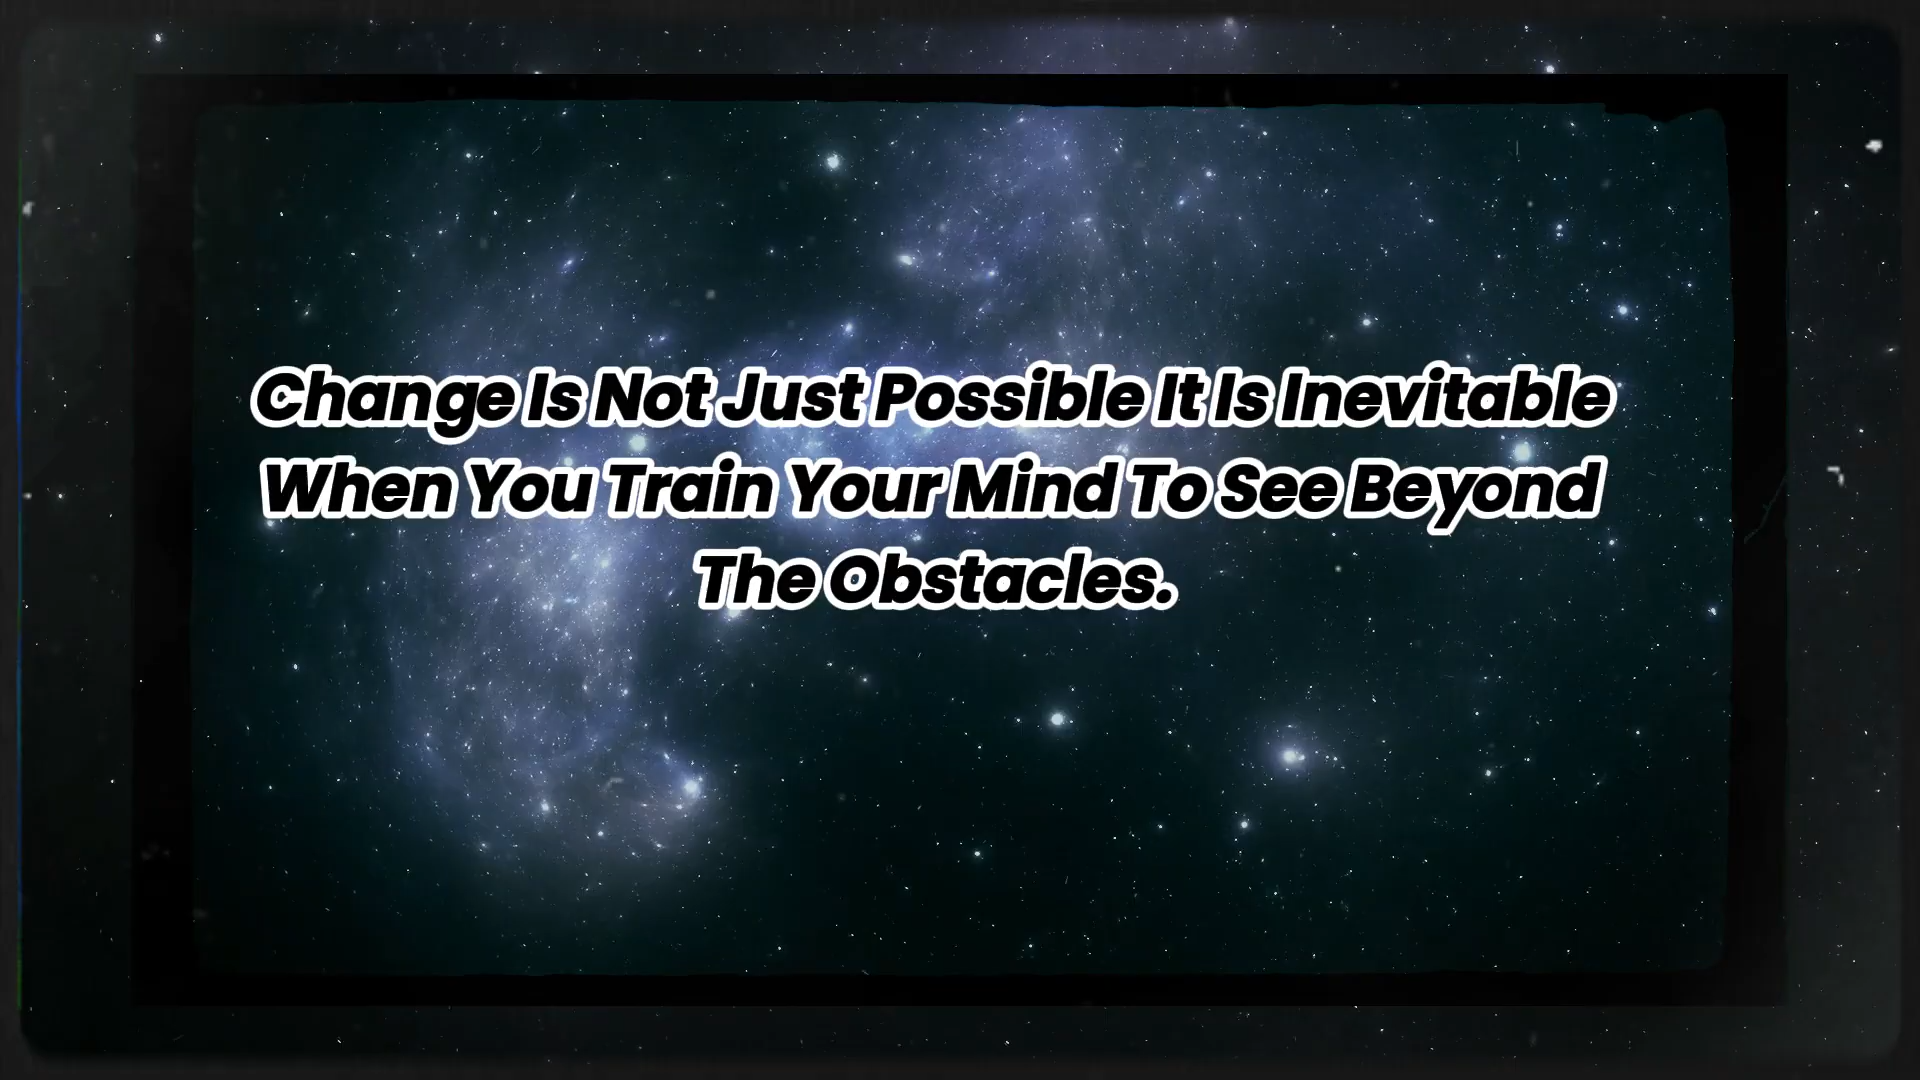 Change Is Not Just Possible It Is Inevitable
When You Train Your Mind To See Beyond
The Obstacles.